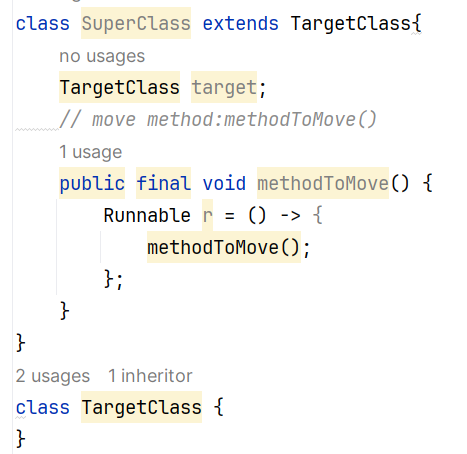 class SuperClass extends TargetClass{
no usages
TargetClass target;
// move method:methodToMove()
1 usage
public final void methodToMove() {
Runnable r = () -> {
methodToMove();
};
}
}
2 usages 1 inheritor
class TargetClass {
}